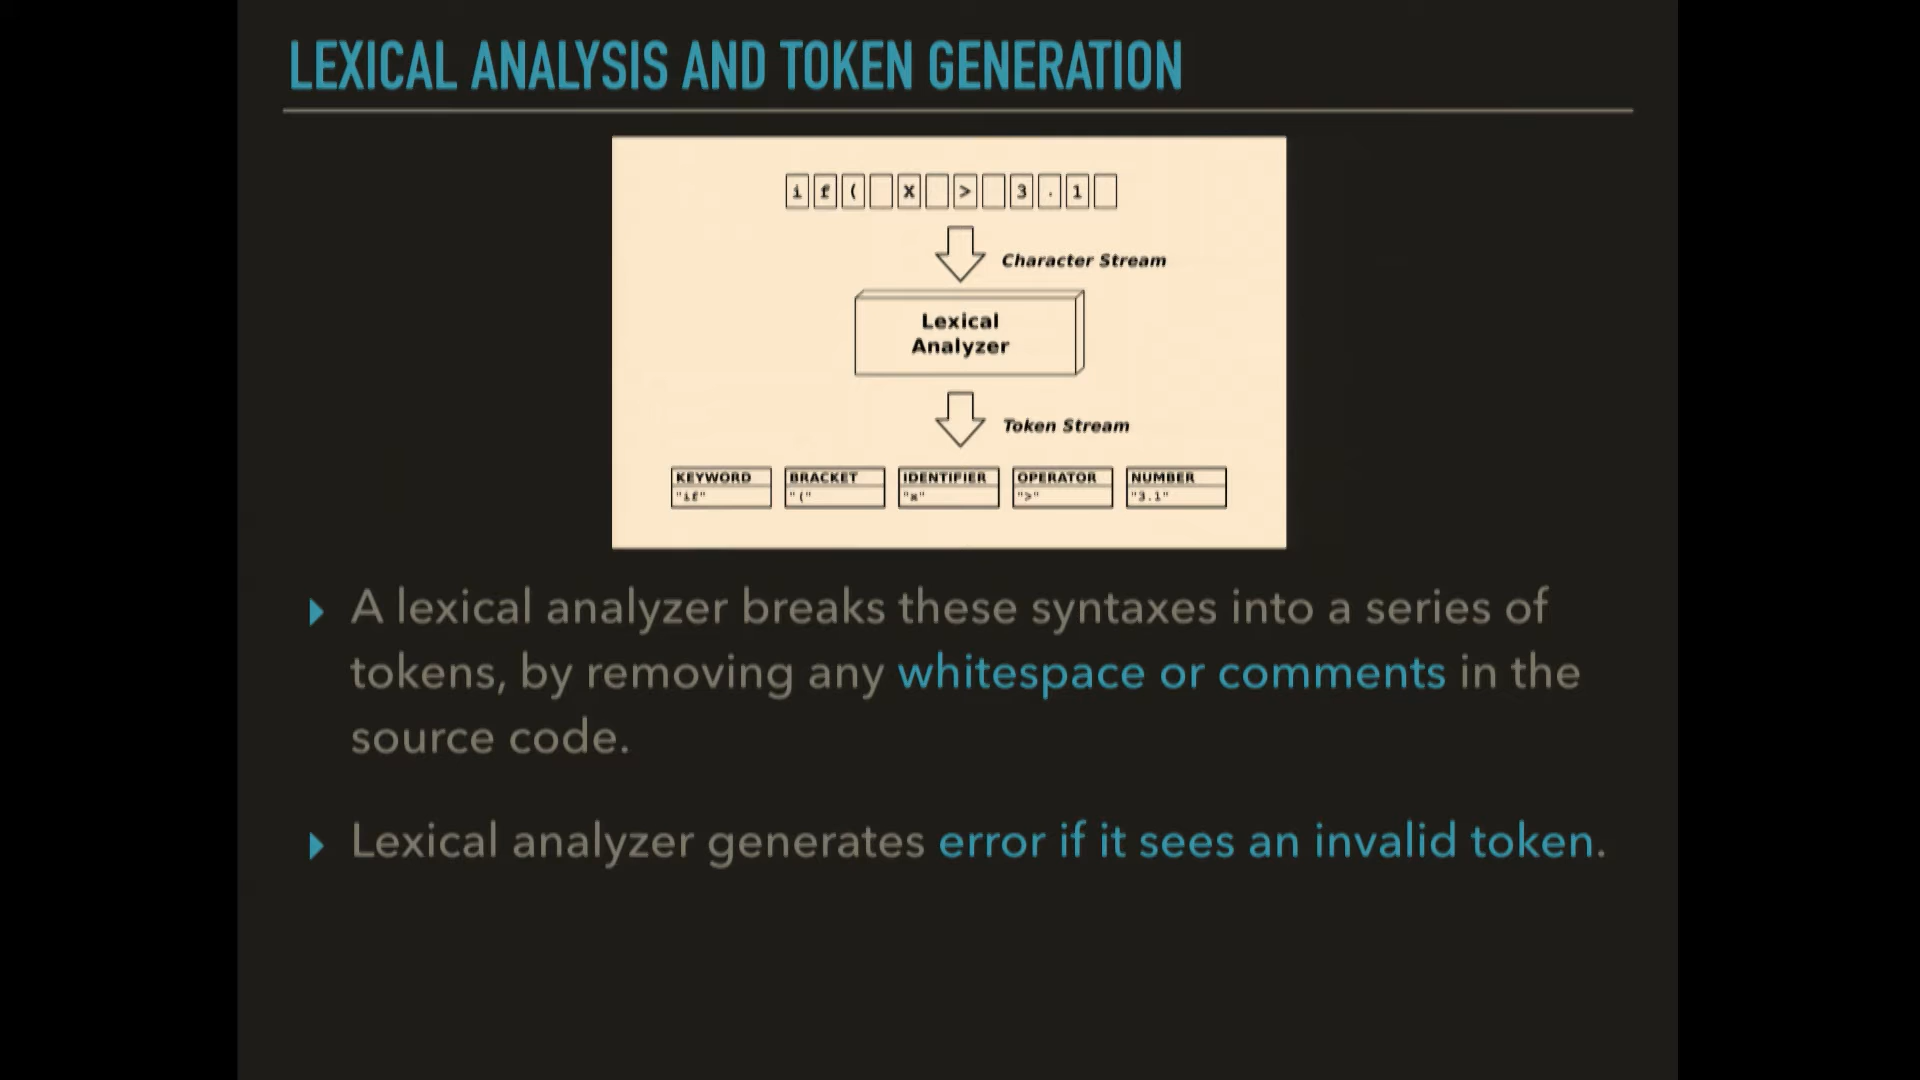 LEXICAL ANALYSIS AND TOKEN GENERATION
i f ( X > 3 . 1
Character Stream
Lexical
Analyzer
Token Stream
KEYWORD BRACKET IDENTIFIER OPERATOR NUMBER
"if" "(" "x" ">" "3.1"
A lexical analyzer breaks these syntaxes into a series of
tokens, by removing any whitespace or comments in the
source code.
Lexical analyzer generates error if it sees an invalid token.